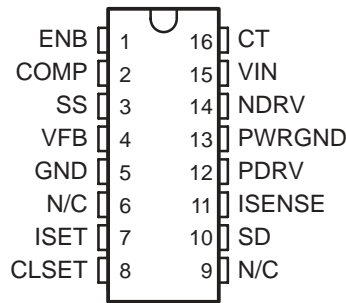 ENB 1 16 CT
COMP 2 15 VIN
SS 3 14 NDRV
VFB 4 13 PWRGND
GND 5 12 PDRV
N/C 6 11 ISENSE
ISET 7 10 SD
CLSET 8 9 N/C